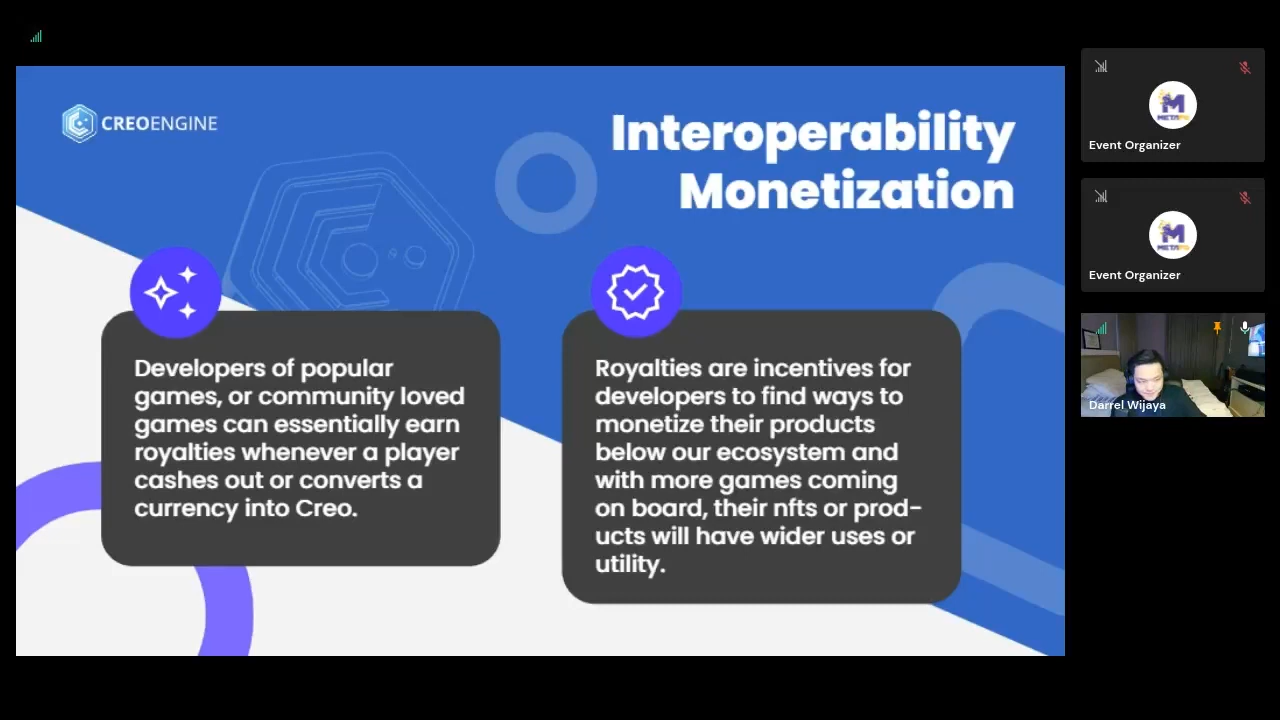 CREOENGINE
Interoperability
Monetization
Developers of popular
games, or community loved
games can essentially earn
royalties whenever a player
cashes out or converts a
currency into Creo.
Royalties are incentives for
developers to find ways to
monetize their products
below our ecosystem and
with more games coming
on board, their nfts or prod-
ucts will have wider uses or
utility.
Event Organizer
Event Organizer
Darrel Wijaya